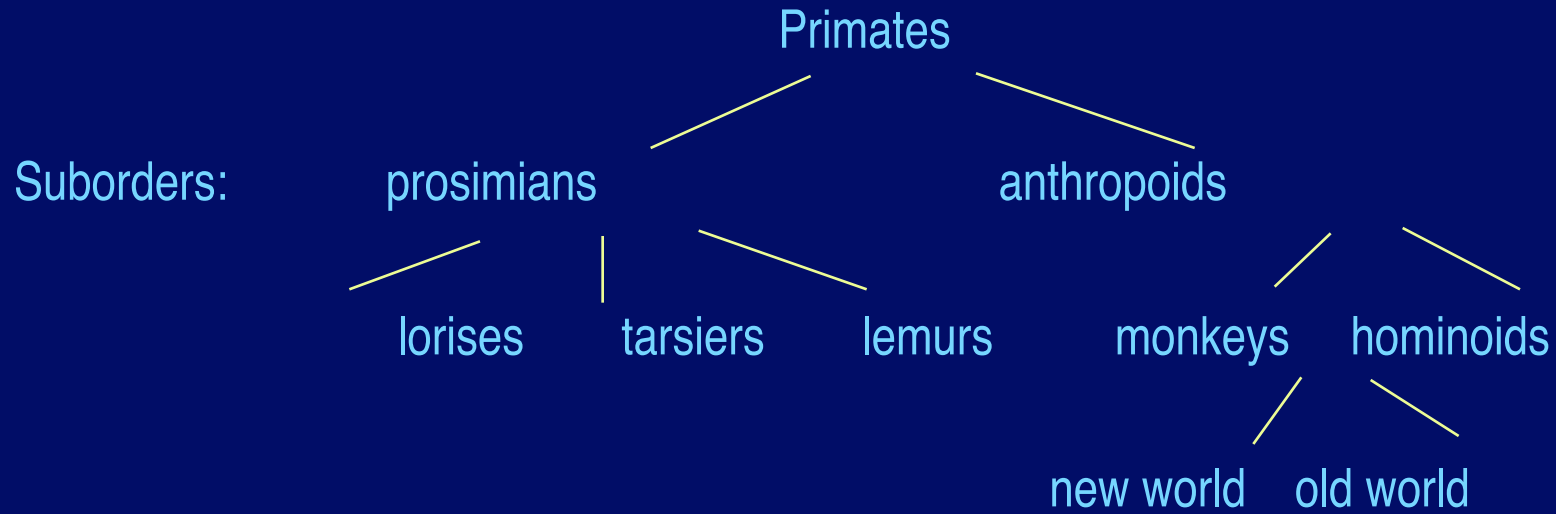 Primates
Suborders: prosimians anthropoids
lorises tarsiers lemurs monkeys hominoids
new world old world